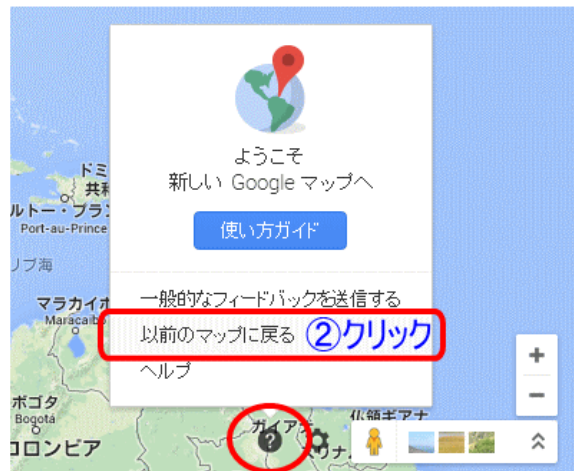 ようこそ
新しい Google マップへ
使い方ガイド
ドミ
共和
ルトー・プラ
Port-au-Prince
リブ海
一般的なフィードバックを送信する
マラカイボ
Maracaibo
以前のマップに戻る ②クリック
ヘルプ
+
−
ボゴタ
Bogotá
コロンビア
ガイアナ
仏領ギアナ
?